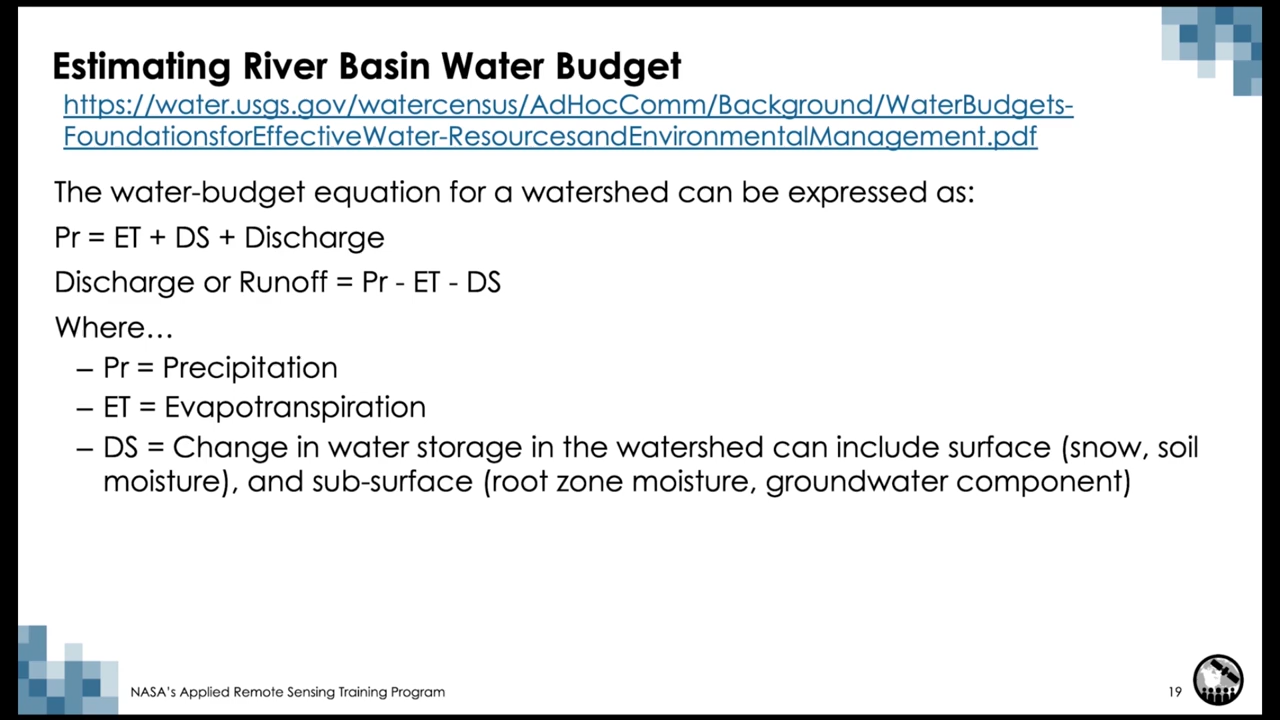 Estimating River Basin Water Budget
https://water.usgs.gov/watercensus/AdHocComm/Background/WaterBudgets-
FoundationsforEffectiveWater-ResourcesandEnvironmentalManagement.pdf
The water-budget equation for a watershed can be expressed as:
Pr = ET + DS + Discharge
Discharge or Runoff = Pr - ET - DS
Where…
– Pr = Precipitation
– ET = Evapotranspiration
– DS = Change in water storage in the watershed can include surface (snow, soil
moisture), and sub-surface (root zone moisture, groundwater component)
NASA's Applied Remote Sensing Training Program
19